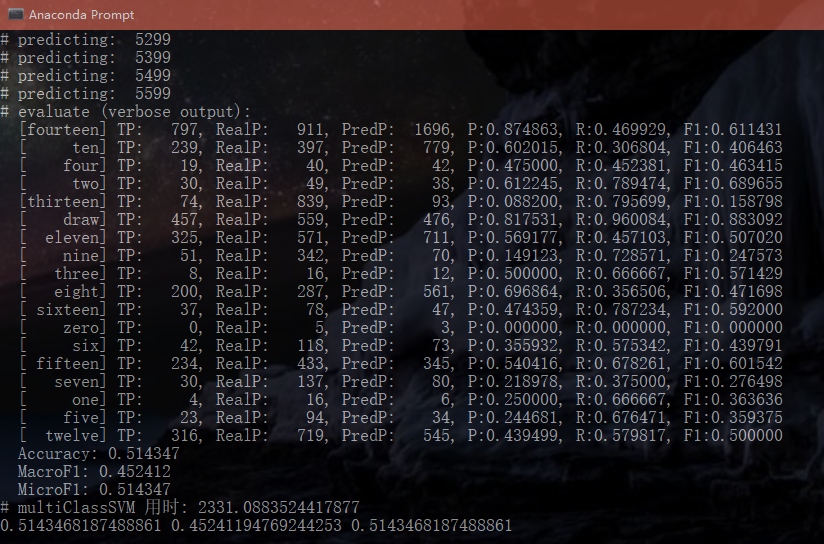 Anaconda Prompt
# predicting:  5299
# predicting:  5399
# predicting:  5499
# predicting:  5599
# evaluate (verbose output):
  [fourteen] TP:   797, RealP:   911, PredP:  1696, P:0.874863, R:0.469929, F1:0.611431
  [     ten] TP:   239, RealP:   397, PredP:   779, P:0.602015, R:0.306804, F1:0.406463
  [    four] TP:    19, RealP:    40, PredP:    42, P:0.475000, R:0.452381, F1:0.463415
  [     two] TP:    30, RealP:    49, PredP:    38, P:0.612245, R:0.789474, F1:0.689655
  [thirteen] TP:    74, RealP:   839, PredP:    93, P:0.088200, R:0.795699, F1:0.158798
  [    draw] TP:   457, RealP:   559, PredP:   476, P:0.817531, R:0.960084, F1:0.883092
  [  eleven] TP:   325, RealP:   571, PredP:   711, P:0.569177, R:0.457103, F1:0.507020
  [    nine] TP:    51, RealP:   342, PredP:    70, P:0.149123, R:0.728571, F1:0.247573
  [   three] TP:     8, RealP:    16, PredP:    12, P:0.500000, R:0.666667, F1:0.571429
  [   eight] TP:   200, RealP:   287, PredP:   561, P:0.696864, R:0.356506, F1:0.471698
  [ sixteen] TP:    37, RealP:    78, PredP:    47, P:0.474359, R:0.787234, F1:0.592000
  [    zero] TP:     0, RealP:     5, PredP:     3, P:0.000000, R:0.000000, F1:0.000000
  [     six] TP:    42, RealP:   118, PredP:    73, P:0.355932, R:0.575342, F1:0.439791
  [ fifteen] TP:   234, RealP:   433, PredP:   345, P:0.540416, R:0.678261, F1:0.601542
  [   seven] TP:    30, RealP:   137, PredP:    80, P:0.218978, R:0.375000, F1:0.276498
  [     one] TP:     4, RealP:    16, PredP:     6, P:0.250000, R:0.666667, F1:0.363636
  [    five] TP:    23, RealP:    94, PredP:    34, P:0.244681, R:0.676471, F1:0.359375
  [  twelve] TP:   316, RealP:   719, PredP:   545, P:0.439499, R:0.579817, F1:0.500000
  Accuracy: 0.514347
  MacroF1: 0.452412
  MicroF1: 0.514347
# multiClassSVM 用时: 2331.0883524417877
0.5143468187488861 0.45241194769244253 0.5143468187488861